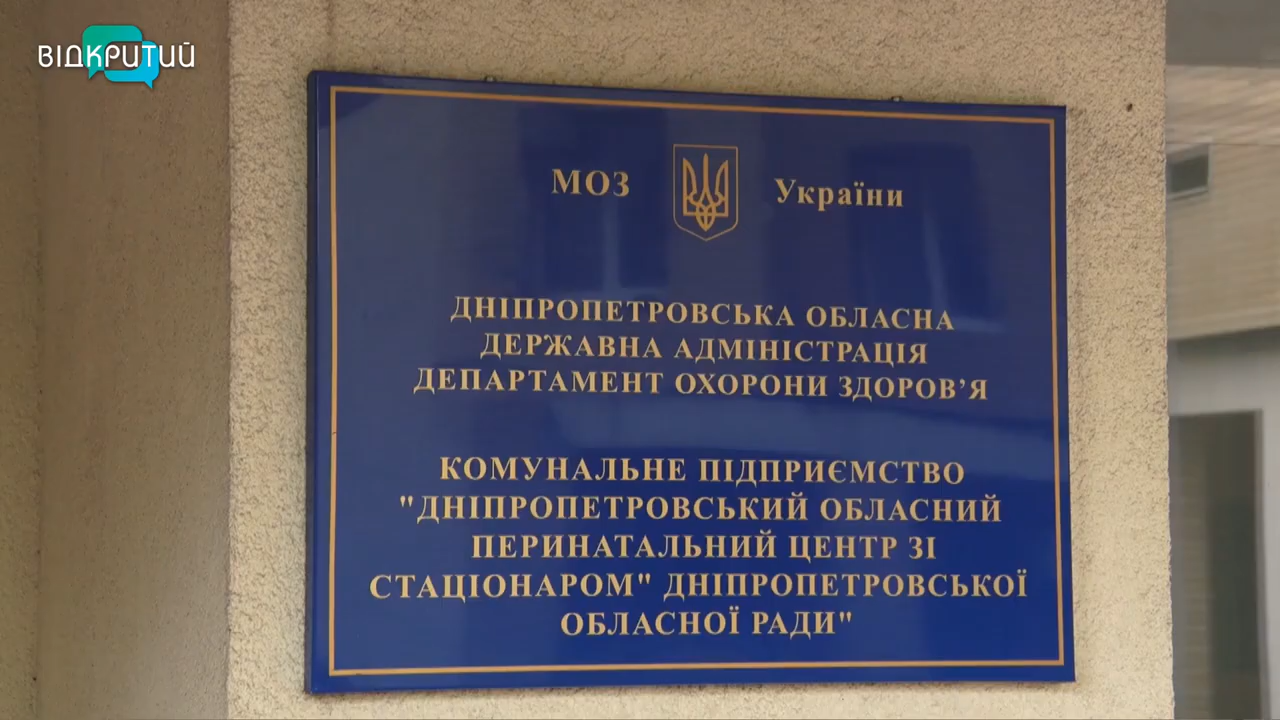 ВІДКРИТИЙ
МОЗ України
ДНІПРОПЕТРОВСЬКА ОБЛАСНА
ДЕРЖАВНА АДМІНІСТРАЦІЯ
ДЕПАРТАМЕНТ ОХОРОНИ ЗДОРОВ’Я
КОМУНАЛЬНЕ ПІДПРИЄМСТВО
"ДНІПРОПЕТРОВСЬКИЙ ОБЛАСНИЙ
ПЕРИНАТАЛЬНИЙ ЦЕНТР ЗІ
СТАЦІОНАРОМ" ДНІПРОПЕТРОВСЬКОЇ
ОБЛАСНОЇ РАДИ"